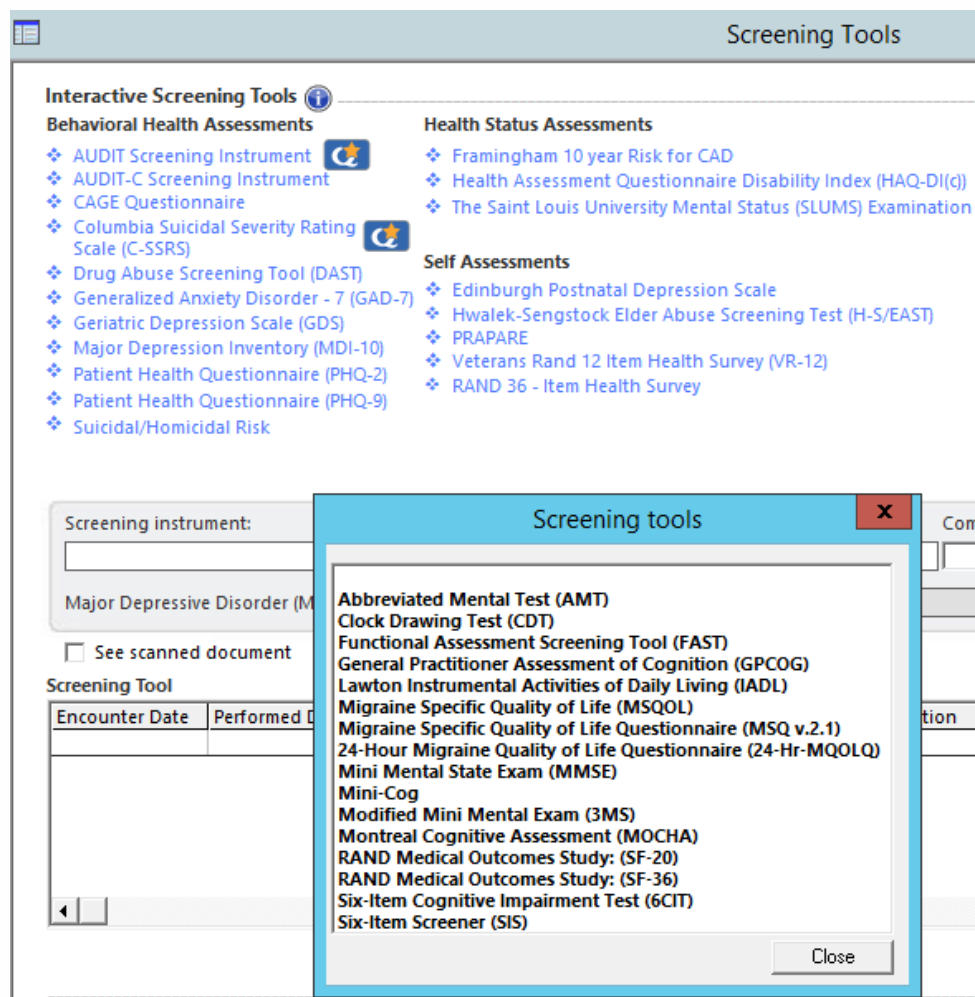 Screening Tools
Interactive Screening Tools
Behavioral Health Assessments
AUDIT Screening Instrument
AUDIT-C Screening Instrument
CAGE Questionnaire
Columbia Suicidal Severity Rating
Scale (C-SSRS)
Drug Abuse Screening Tool (DAST)
Generalized Anxiety Disorder - 7 (GAD-7)
Geriatric Depression Scale (GDS)
Major Depression Inventory (MDI-10)
Patient Health Questionnaire (PHQ-2)
Patient Health Questionnaire (PHQ-9)
Suicidal/Homicidal Risk
Health Status Assessments
Framingham 10 year Risk for CAD
Health Assessment Questionnaire Disability Index (HAQ-DI(c))
The Saint Louis University Mental Status (SLUMS) Examination
Self Assessments
Edinburgh Postnatal Depression Scale
Hwalek-Sengstock Elder Abuse Screening Test (H-S/EAST)
PRAPARE
Veterans Rand 12 Item Health Survey (VR-12)
RAND 36 - Item Health Survey
Screening instrument:
Com
Major Depressive Disorder (M
See scanned document
Screening Tool
Encounter Date Performed D
tion
Screening tools
x
Abbreviated Mental Test (AMT)
Clock Drawing Test (CDT)
Functional Assessment Screening Tool (FAST)
General Practitioner Assessment of Cognition (GPCOG)
Lawton Instrumental Activities of Daily Living (IADL)
Migraine Specific Quality of Life (MSQOL)
Migraine Specific Quality of Life Questionnaire (MSQ v.2.1)
24-Hour Migraine Quality of Life Questionnaire (24-Hr-MQOLQ)
Mini Mental State Exam (MMSE)
Mini-Cog
Modified Mini Mental Exam (3MS)
Montreal Cognitive Assessment (MOCHA)
RAND Medical Outcomes Study: (SF-20)
RAND Medical Outcomes Study: (SF-36)
Six-Item Cognitive Impairment Test (6CIT)
Six-Item Screener (SIS)
Close